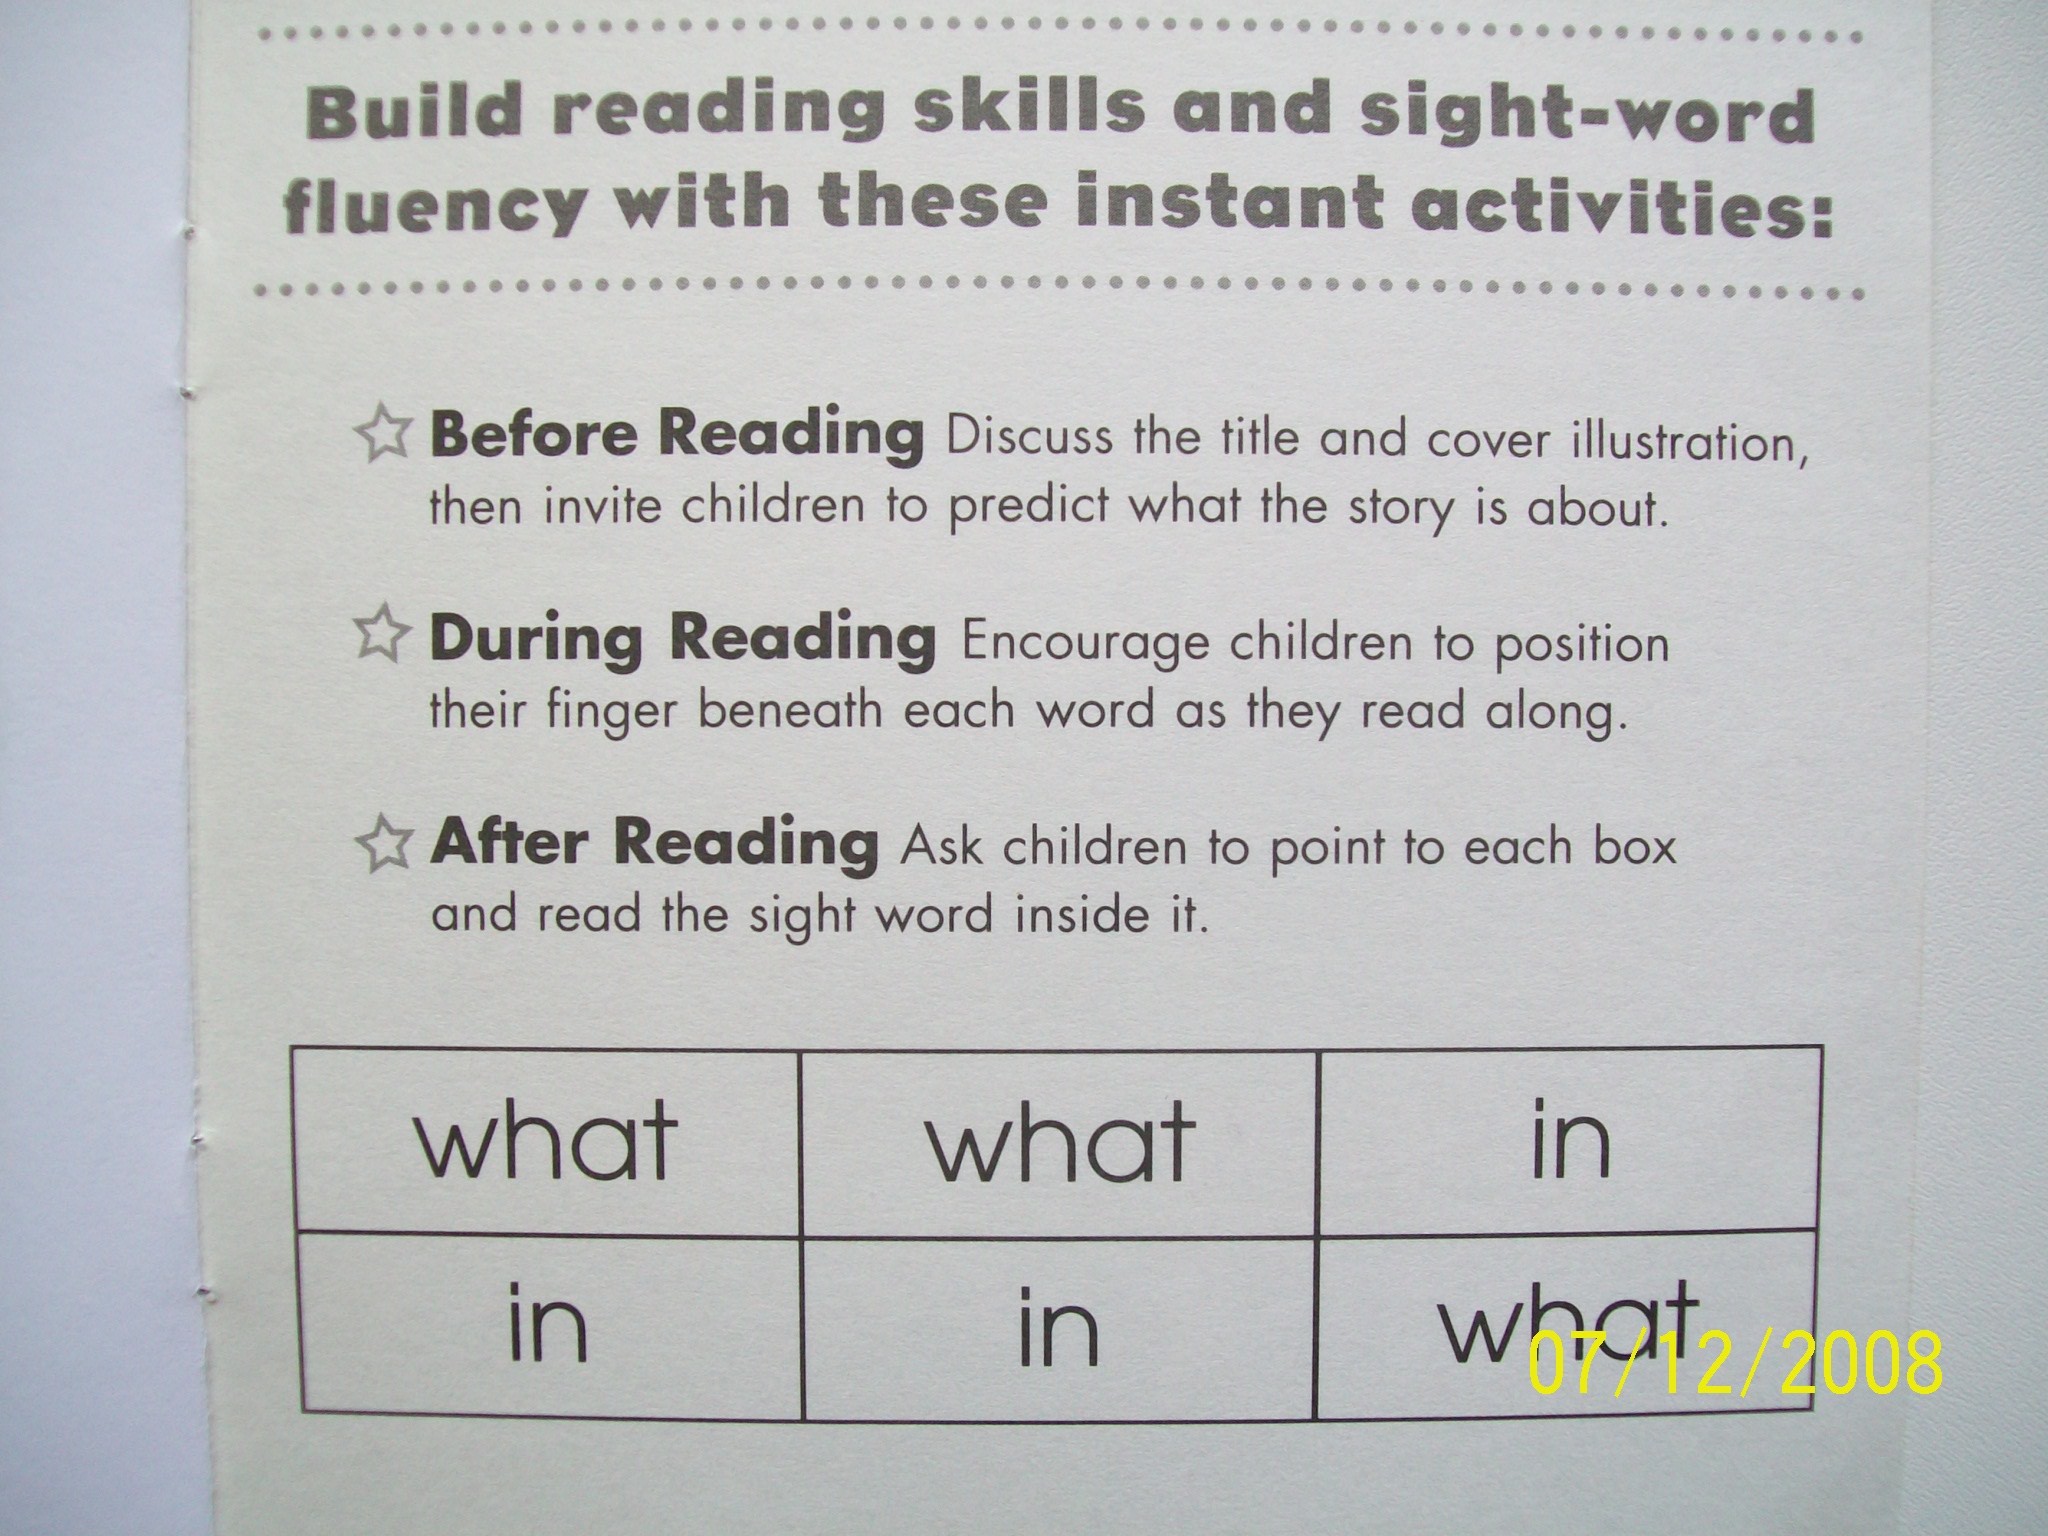 Build reading skills and sight-word
fluency with these instant activities:
Before Reading Discuss the title and cover illustration,
then invite children to predict what the story is about.
During Reading Encourage children to position
their finger beneath each word as they read along.
After Reading Ask children to point to each box
and read the sight word inside it.
what what in
in in what
07/12/2008